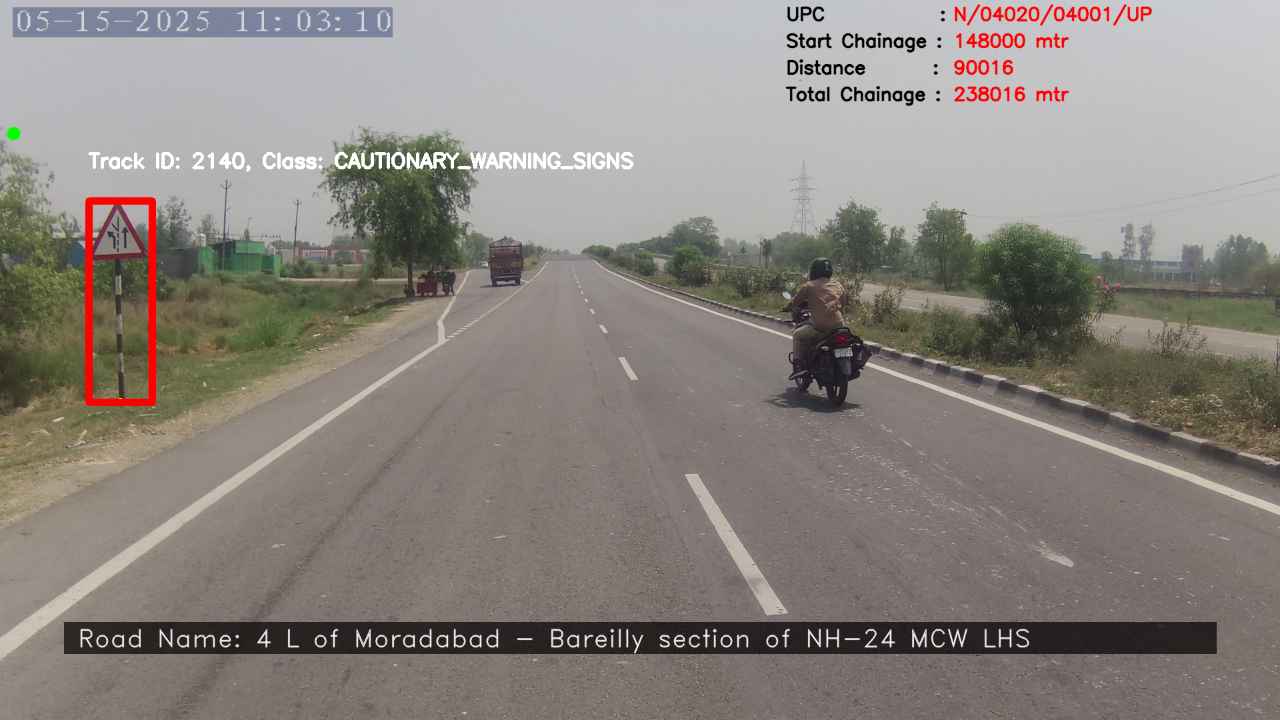 05-15-2025 11:03:10
UPC : N/04020/04001/UP
Start Chainage : 148000 mtr
Distance : 90016
Total Chainage : 238016 mtr
Track ID: 2140, Class: CAUTIONARY_WARNING_SIGNS
Road Name: 4 L of Moradabad - Bareilly section of NH-24 MCW LHS